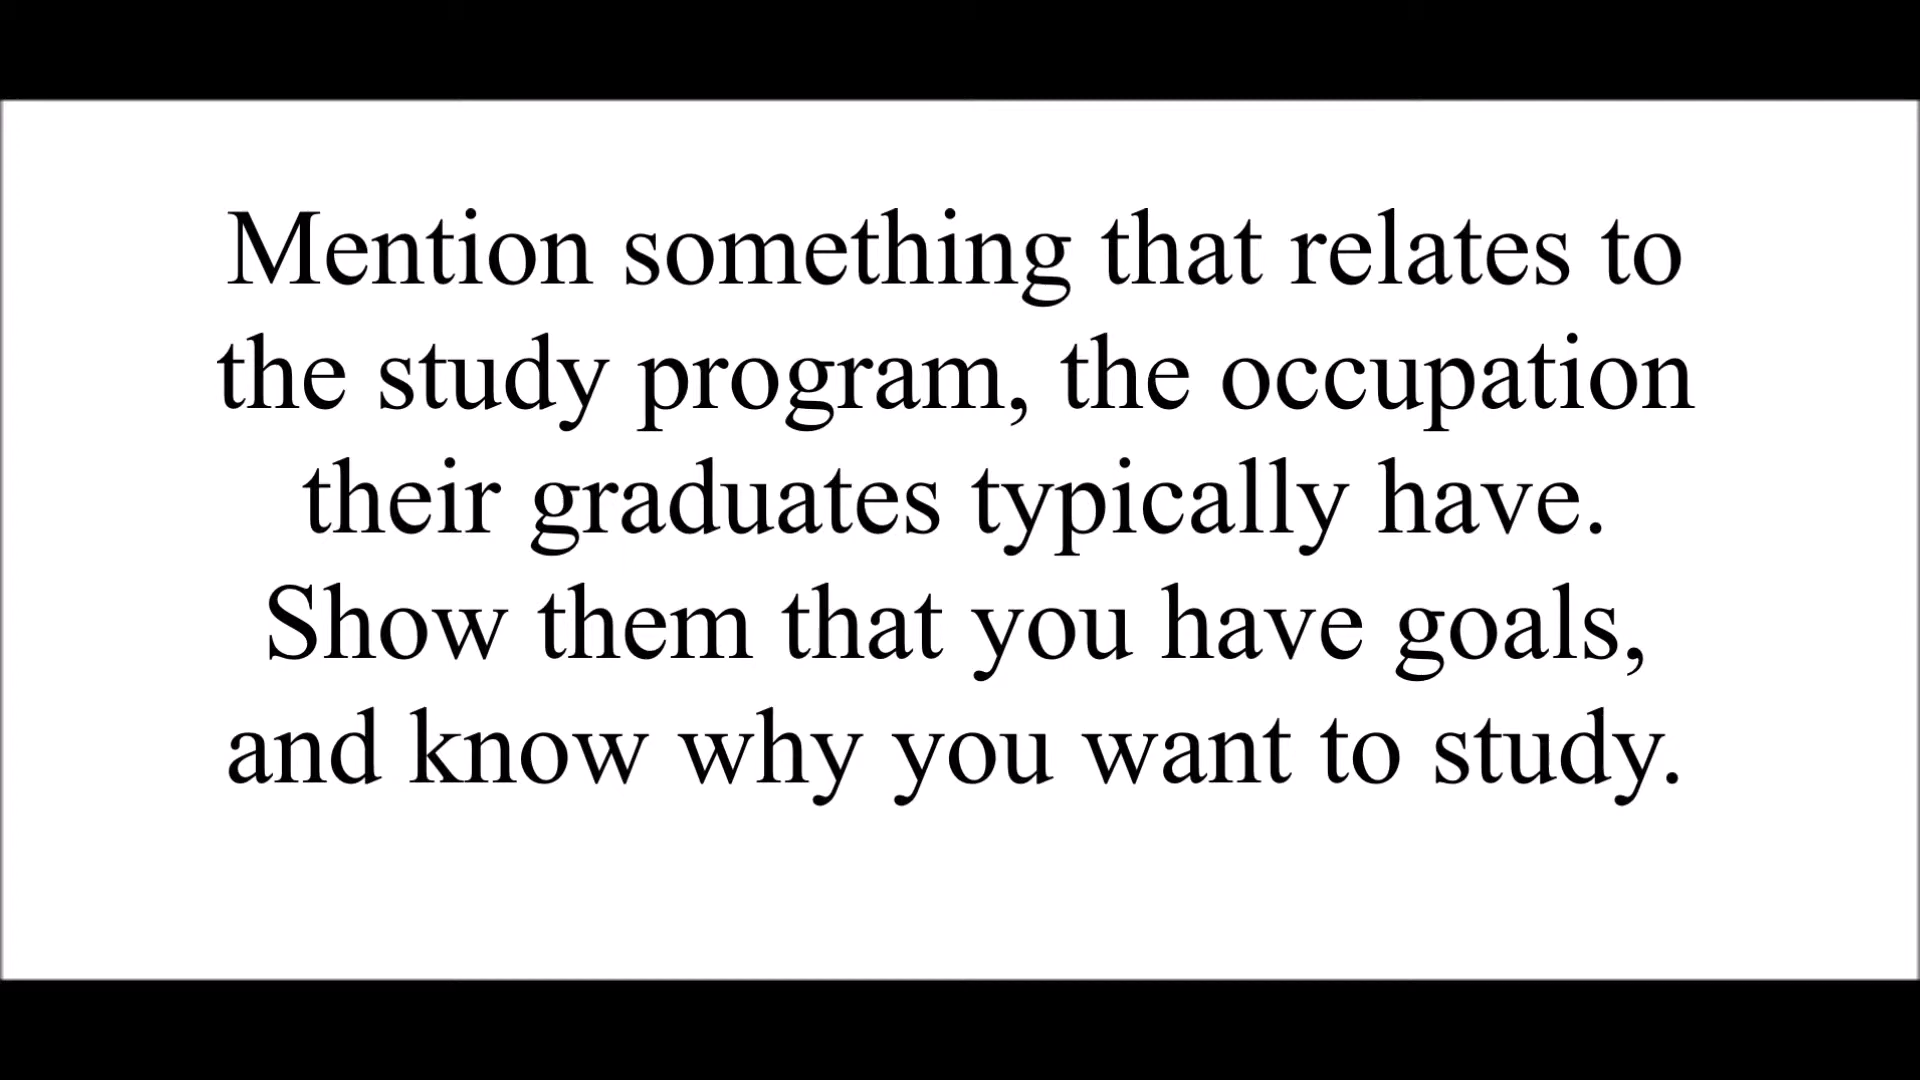 Mention something that relates to
the study program, the occupation
their graduates typically have.
Show them that you have goals,
and know why you want to study.